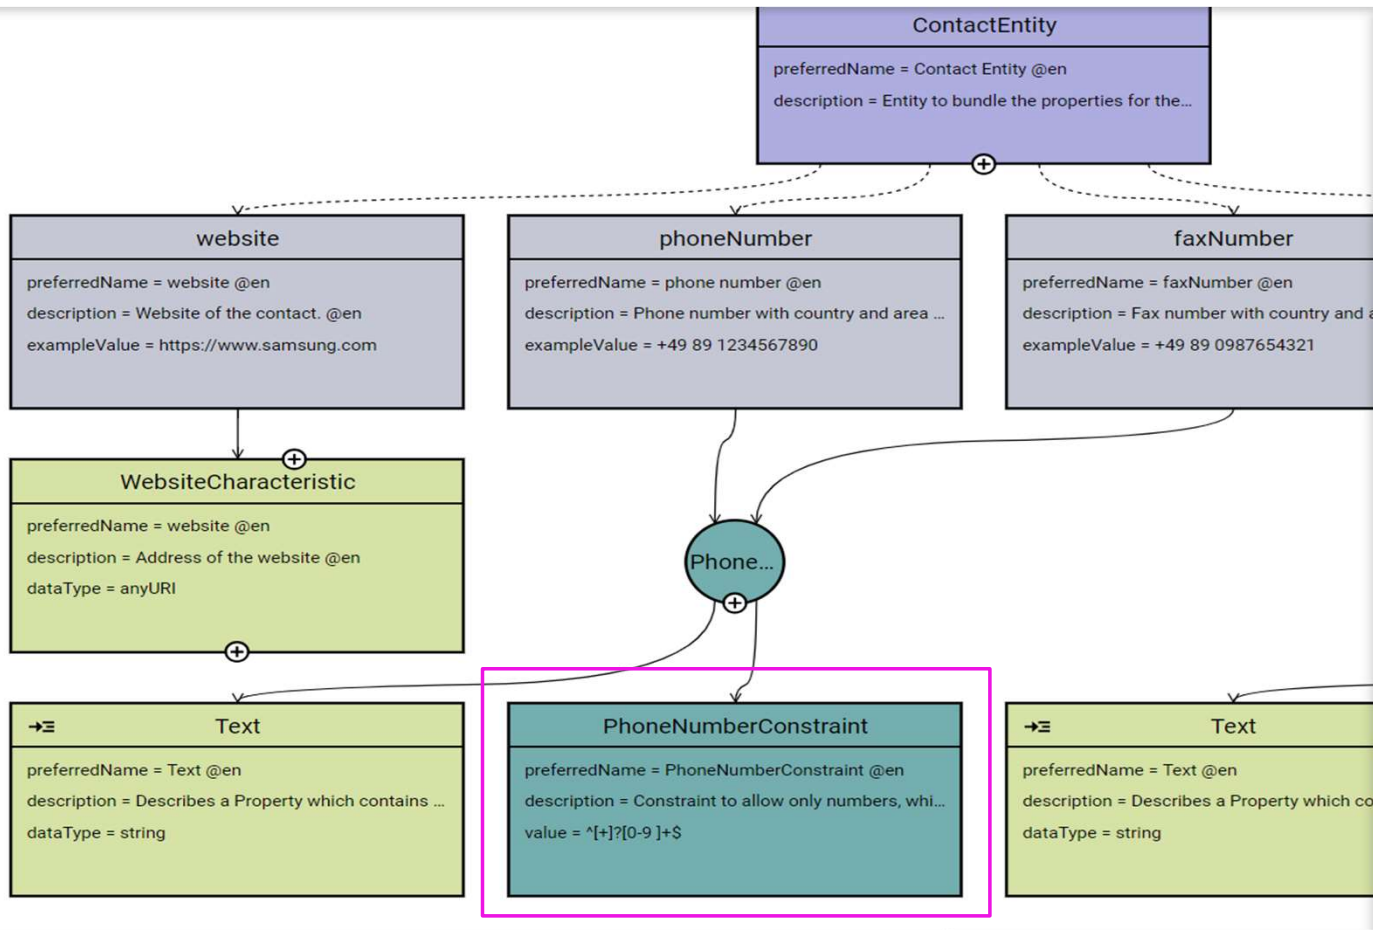 ContactEntity
preferredName = Contact Entity @en
description = Entity to bundle the properties for the...
website
preferredName = website @en
description = Website of the contact. @en
exampleValue = https://www.samsung.com
phoneNumber
preferredName = phone number @en
description = Phone number with country and area ...
exampleValue = +49 89 1234567890
faxNumber
preferredName = faxNumber @en
description = Fax number with country and a
exampleValue = +49 89 0987654321
WebsiteCharacteristic
preferredName = website @en
description = Address of the website @en
dataType = anyURI
Phone...
Text
preferredName = Text @en
description = Describes a Property which contains ...
dataType = string
PhoneNumberConstraint
preferredName = PhoneNumberConstraint @en
description = Constraint to allow only numbers, whi...
value = ^[+]?[0-9 ]+$
Text
preferredName = Text @en
description = Describes a Property which co
dataType = string